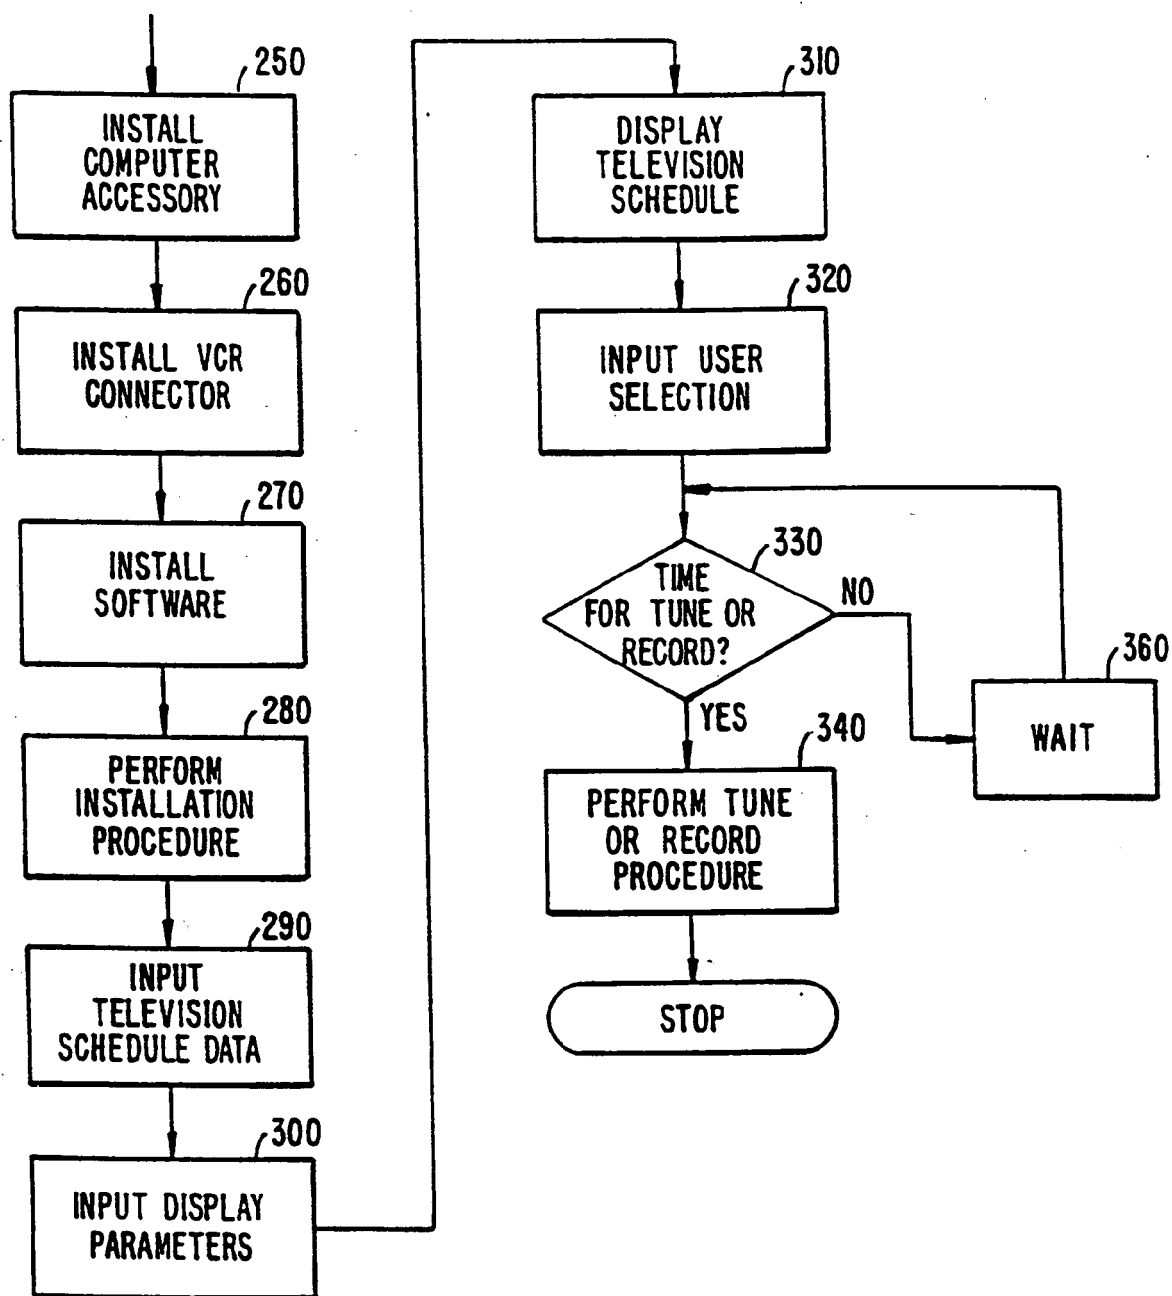 250
INSTALL
COMPUTER
ACCESSORY
260
INSTALL VCR
CONNECTOR
270
INSTALL
SOFTWARE
280
PERFORM
INSTALLATION
PROCEDURE
290
INPUT
TELEVISION
SCHEDULE DATA
300
INPUT DISPLAY
PARAMETERS
310
DISPLAY
TELEVISION
SCHEDULE
320
INPUT USER
SELECTION
330
TIME
FOR TUNE OR
RECORD?
NO
YES
360
WAIT
340
PERFORM TUNE
OR RECORD
PROCEDURE
STOP